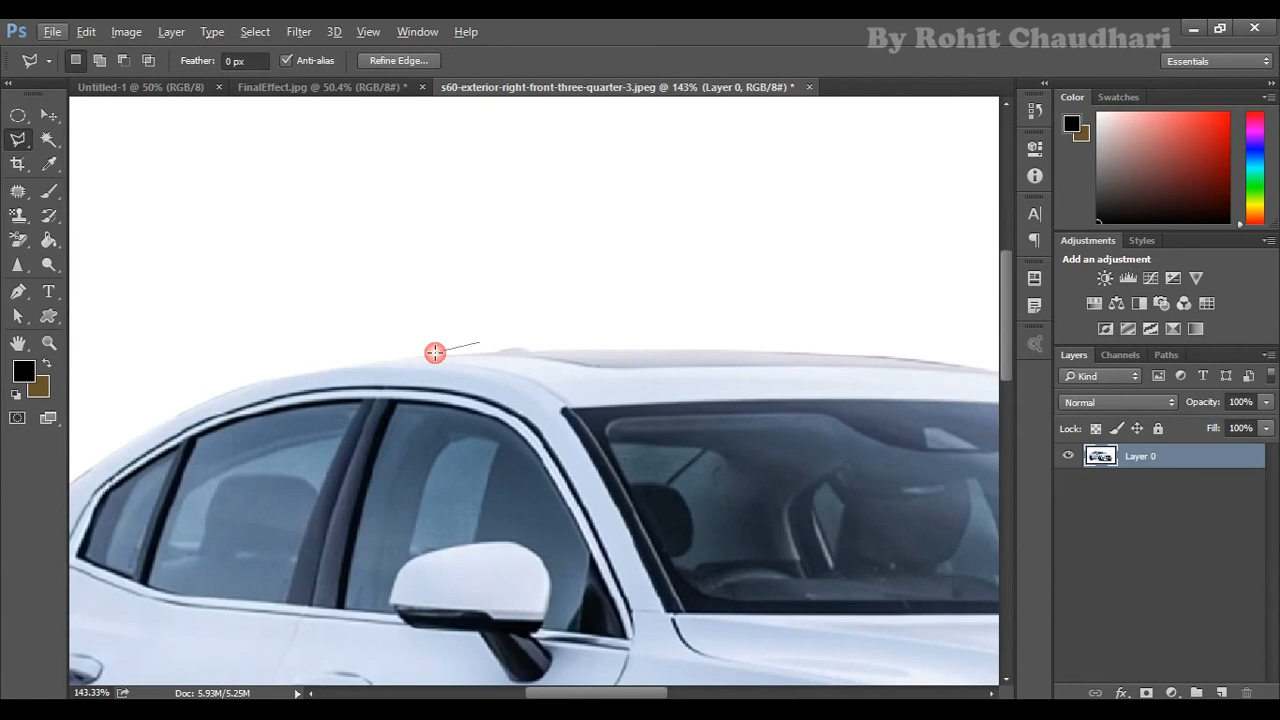 Ps File Edit Image Layer Type Select Filter 3D View Window Help
By Rohit Chaudhari
Feather: 0 px Anti-alias Refine Edge... Essentials
Untitled-1 @ 50% (RGB/8) × FinalEffect.jpg @ 50.4% (RGB/8#) * × s60-exterior-right-front-three-quarter-3.jpeg @ 143% (Layer 0, RGB/8#) * ×
Color Swatches
Adjustments Styles
Add an adjustment
Layers Channels Paths
Kind
Normal Opacity: 100%
Lock: Fill: 100%
Layer 0
143.33% Doc: 5.93M/5.25M